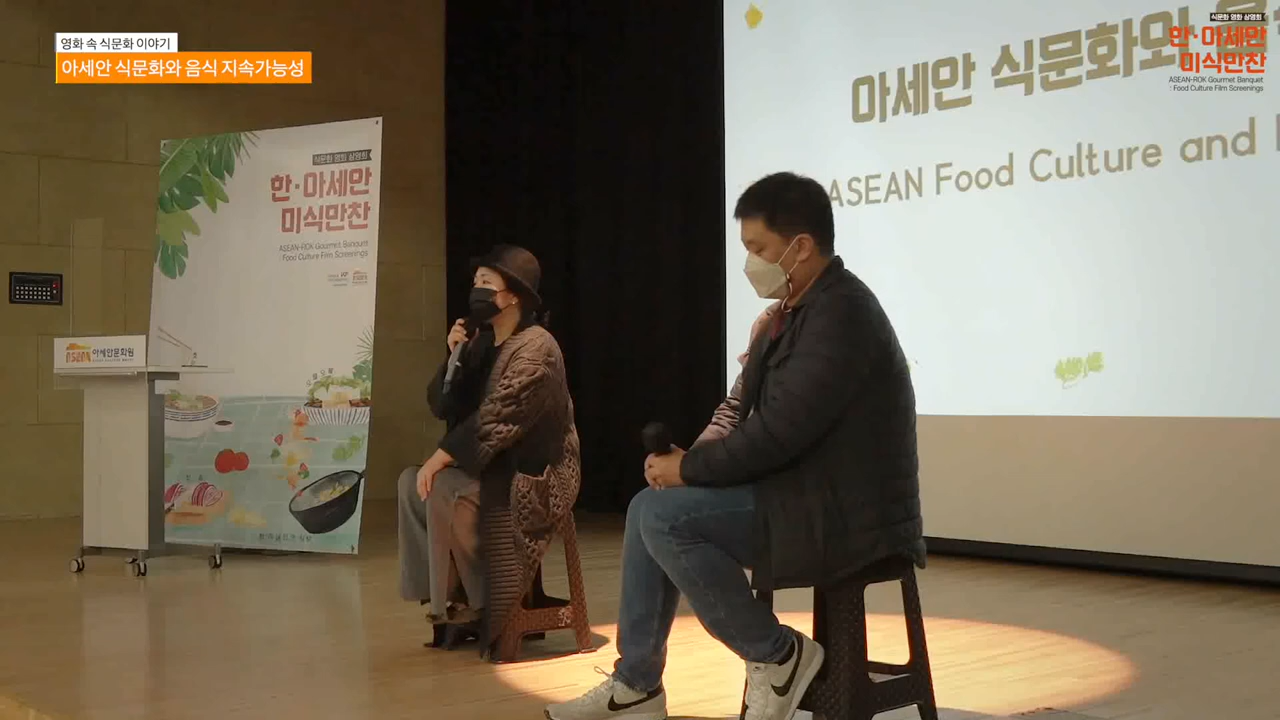 영화 속 식문화 이야기
아세안 식문화와 음식 지속가능성
식문화 영화 상영회
한·아세안
미식만찬
ASEAN-ROK Gourmet Banquet
: Food Culture Film Screenings
아세안 식문화와 음
ASEAN Food Culture and
식문화 영화 상영회
한·아세안
미식만찬
ASEAN-ROK Gourmet Banquet
: Food Culture Film Screenings
아세안문화원